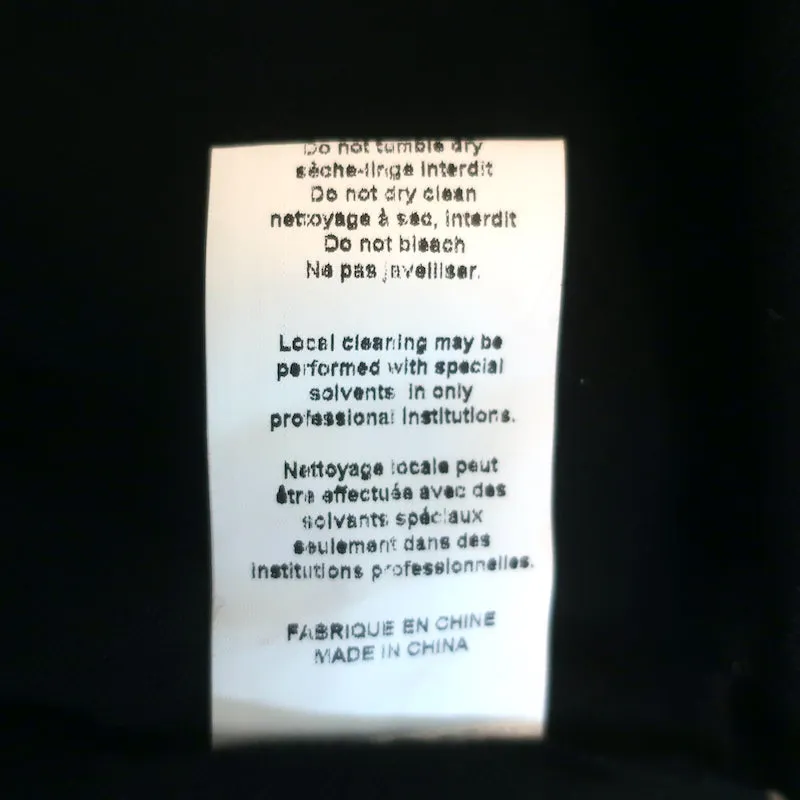 Do not tumble dry
sèche-linge interdit
Do not dry clean
nettoyage à sec, interdit
Do not bleach
Ne pas javelliser.
Local cleaning may be
performed with special
solvents in only
professional institutions.
Nettoyage locale peut
être effectuée avec des
solvants spéciaux
seulement dans des
institutions professionnelles.
FABRIQUE EN CHINE
MADE IN CHINA